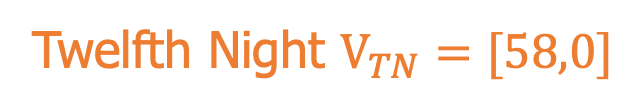 Twelfth Night V_TN = [58,0]